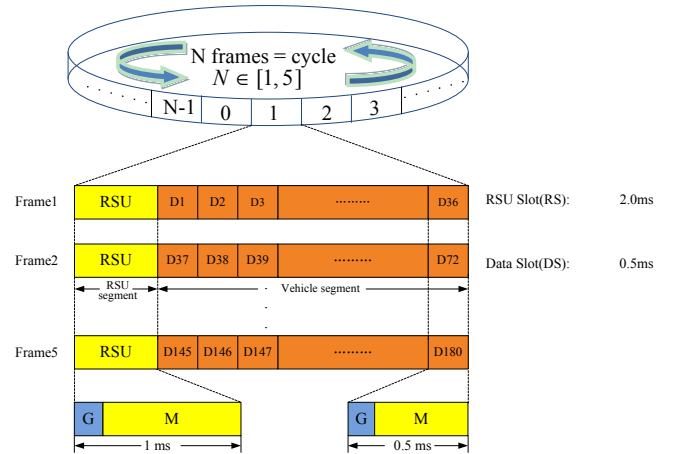 N frames = cycle
N ∈ [1, 5]
· · · · · N-1 0 1 2 3 · · · · ·
Frame1 RSU D1 D2 D3 ········· D36 RSU Slot(RS): 2.0ms
Frame2 RSU D37 D38 D39 ········· D72 Data Slot(DS): 0.5ms
RSU segment Vehicle segment
Frame5 RSU D145 D146 D147 ········· D180
G M G M
1 ms 0.5 ms